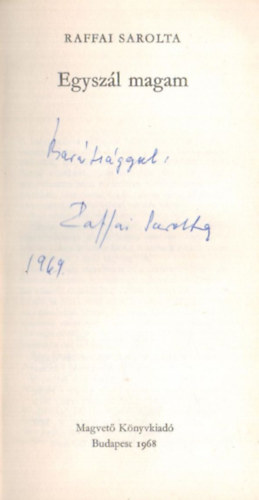 RAFFAI SAROLTA
Egyszál magam
Barátsággal:
Raffai Sarolta
1969
Magvető Könyvkiadó
Budapest 1968